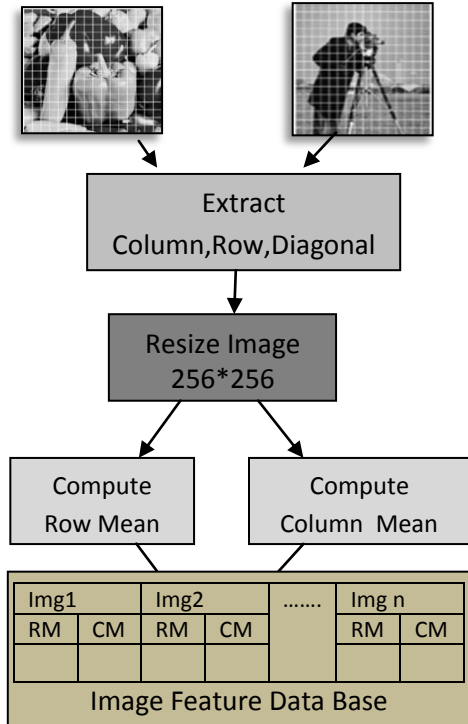 Extract
Column,Row,Diagonal
Resize Image
256*256
Compute
Row Mean
Compute
Column Mean
Img1 Img2 ....... Img n
RM CM RM CM RM CM
Image Feature Data Base